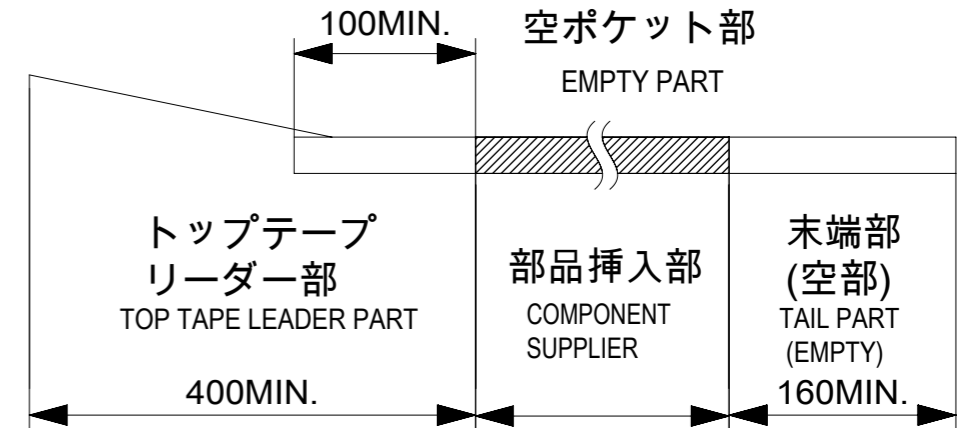 100MIN.
空ポケット部
EMPTY PART
トップテープ
リーダー部
TOP TAPE LEADER PART
部品挿入部
COMPONENT
SUPPLIER
末端部
(空部)
TAIL PART
(EMPTY)
400MIN.
160MIN.